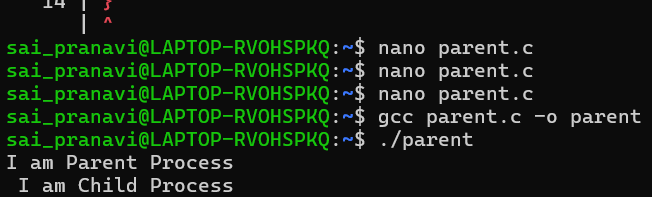 14 | }
| ^
sai_pranavi@LAPTOP-RVOHSPKQ:~$ nano parent.c
sai_pranavi@LAPTOP-RVOHSPKQ:~$ nano parent.c
sai_pranavi@LAPTOP-RVOHSPKQ:~$ nano parent.c
sai_pranavi@LAPTOP-RVOHSPKQ:~$ gcc parent.c -o parent
sai_pranavi@LAPTOP-RVOHSPKQ:~$ ./parent
I am Parent Process
 I am Child Process